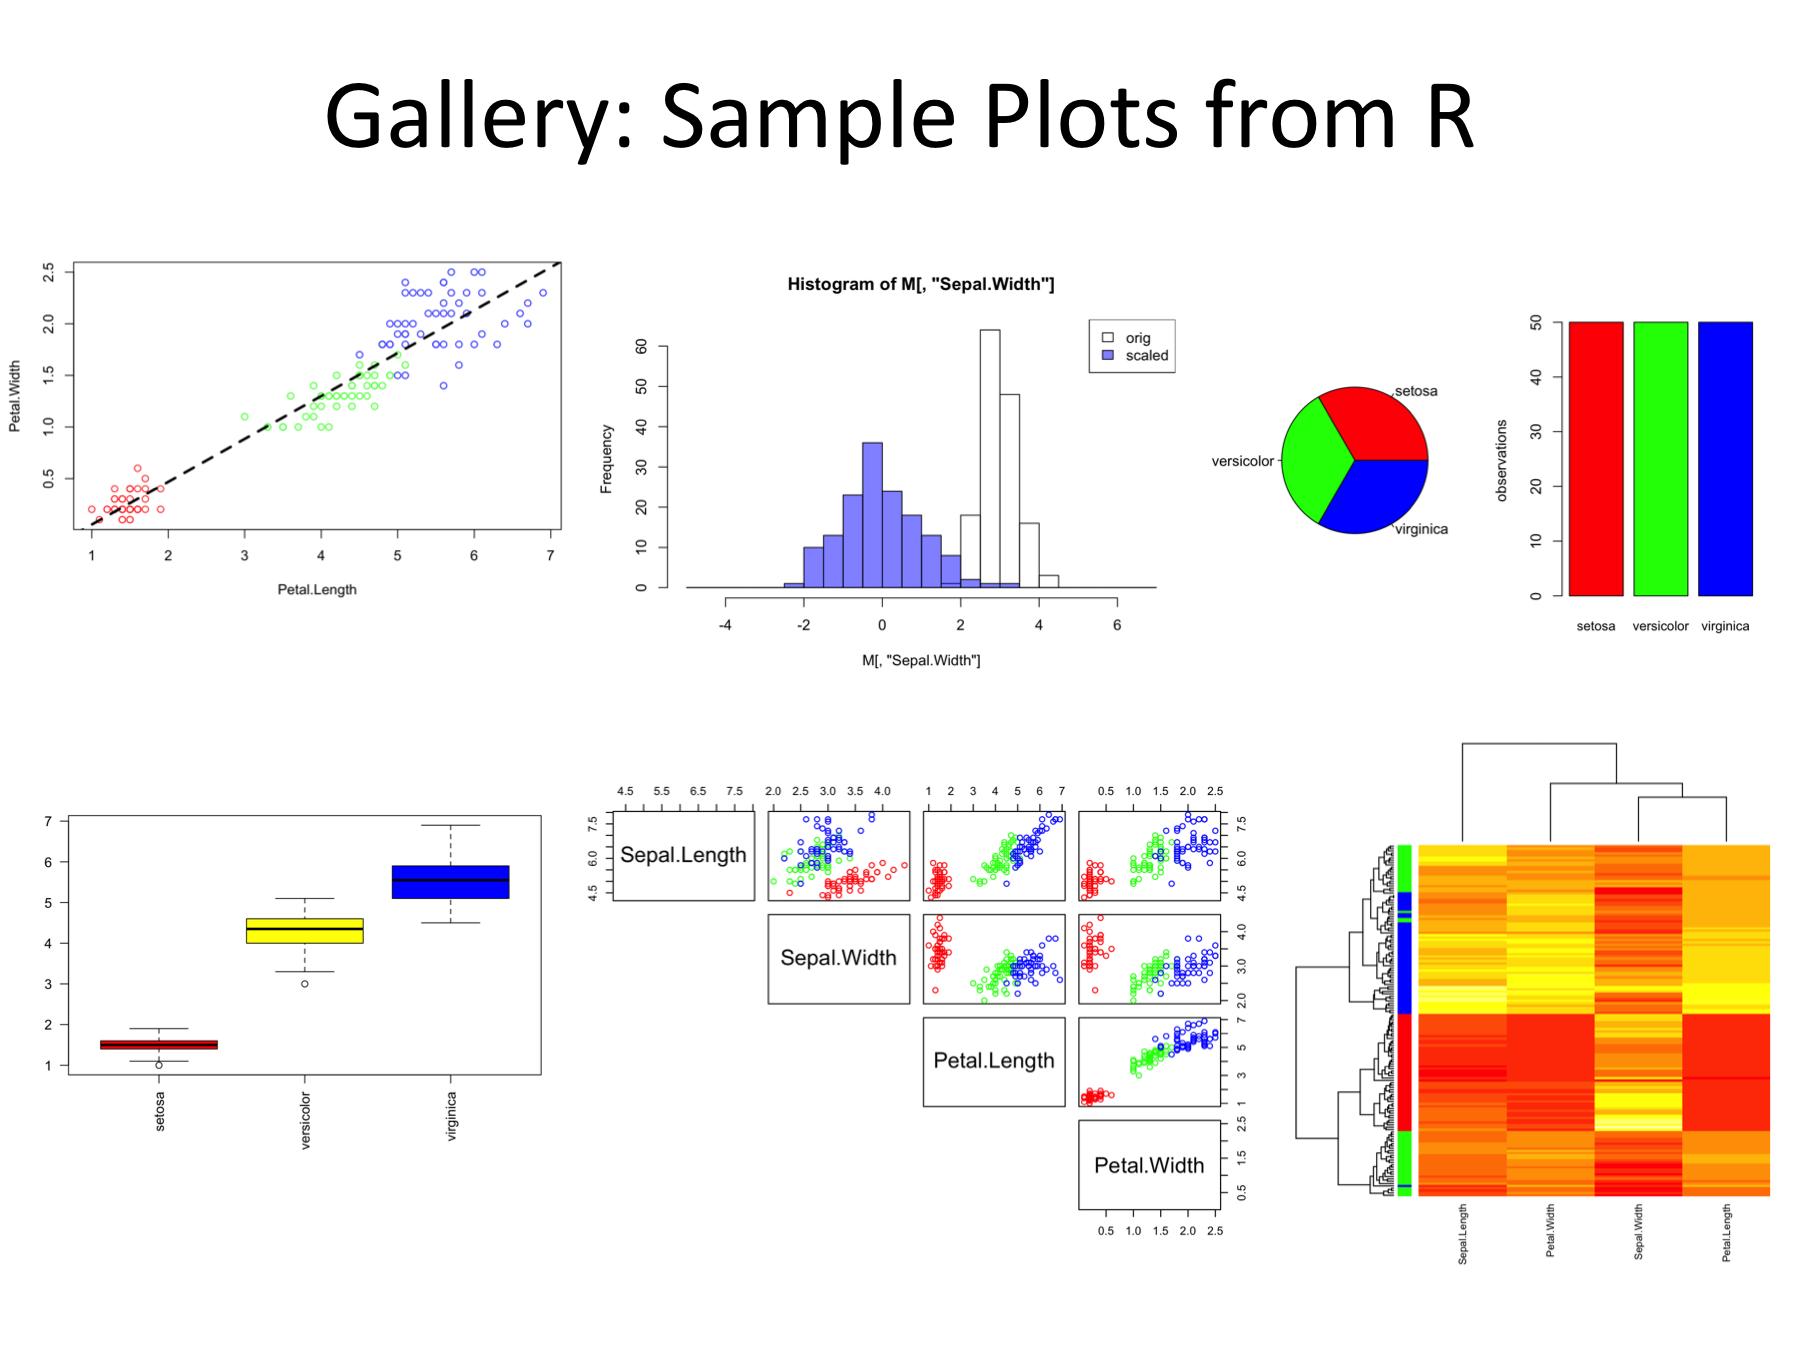 Gallery: Sample Plots from R
Petal.Width
2.5
2.0
1.5
1.0
0.5
1 2 3 4 5 6 7
Petal.Length
Histogram of M[, "Sepal.Width"]
orig
scaled
Frequency
60
50
40
30
20
10
0
-4 -2 0 2 4 6
M[, "Sepal.Width"]
setosa
versicolor
virginica
observations
50
40
30
20
10
0
setosa versicolor virginica
7
6
5
4
3
2
1
setosa versicolor virginica
4.5 5.5 6.5 7.5
2.0 2.5 3.0 3.5 4.0
1 2 3 4 5 6 7
0.5 1.0 1.5 2.0 2.5
7.5
6.0
4.5
Sepal.Length
7.5
6.0
4.5
Sepal.Width
4.0
3.0
2.0
Petal.Length
7
5
3
1
Petal.Width
2.5
1.5
0.5
0.5 1.0 1.5 2.0 2.5
Sepal.Length Petal.Width Sepal.Width Petal.Length